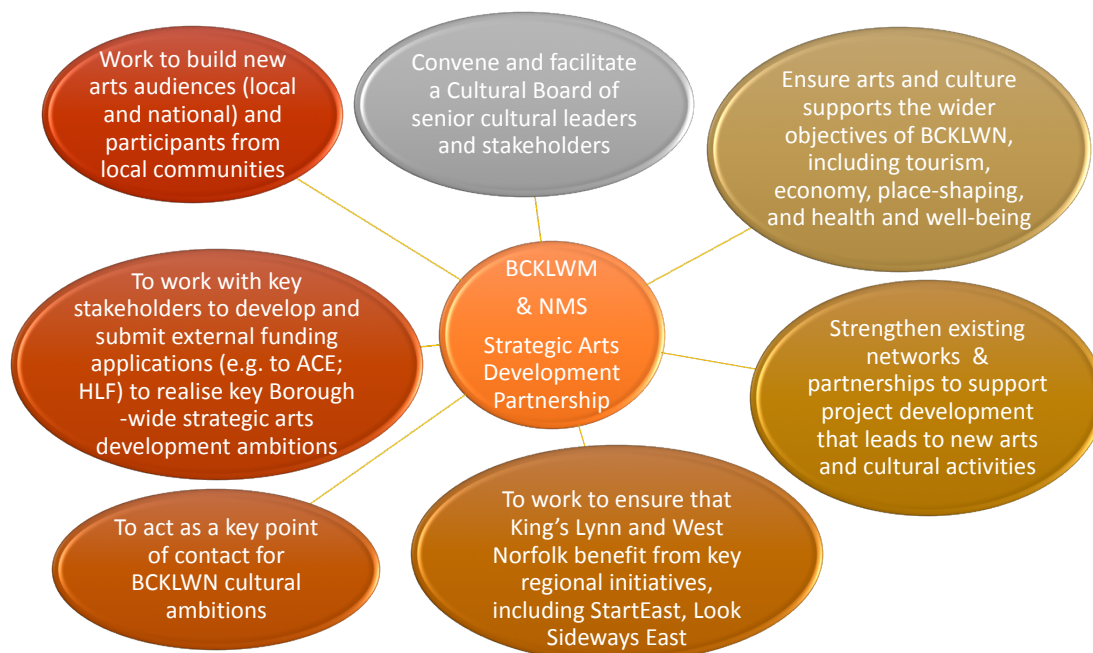 Work to build new
arts audiences (local
and national) and
participants from
local communities
Convene and facilitate
a Cultural Board of
senior cultural leaders
and stakeholders
Ensure arts and culture
supports the wider
objectives of BCKLWN,
including tourism,
economy, place-shaping,
and health and well-being
BCKLWM
& NMS
Strategic Arts
Development
Partnership
To work with key
stakeholders to develop and
submit external funding
applications (e.g. to ACE;
HLF) to realise key Borough
-wide strategic arts
development ambitions
Strengthen existing
networks &
partnerships to support
project development
that leads to new arts
and cultural activities
To act as a key point
of contact for
BCKLWN cultural
ambitions
To work to ensure that
King’s Lynn and West
Norfolk benefit from key
regional initiatives,
including StartEast, Look
Sideways East